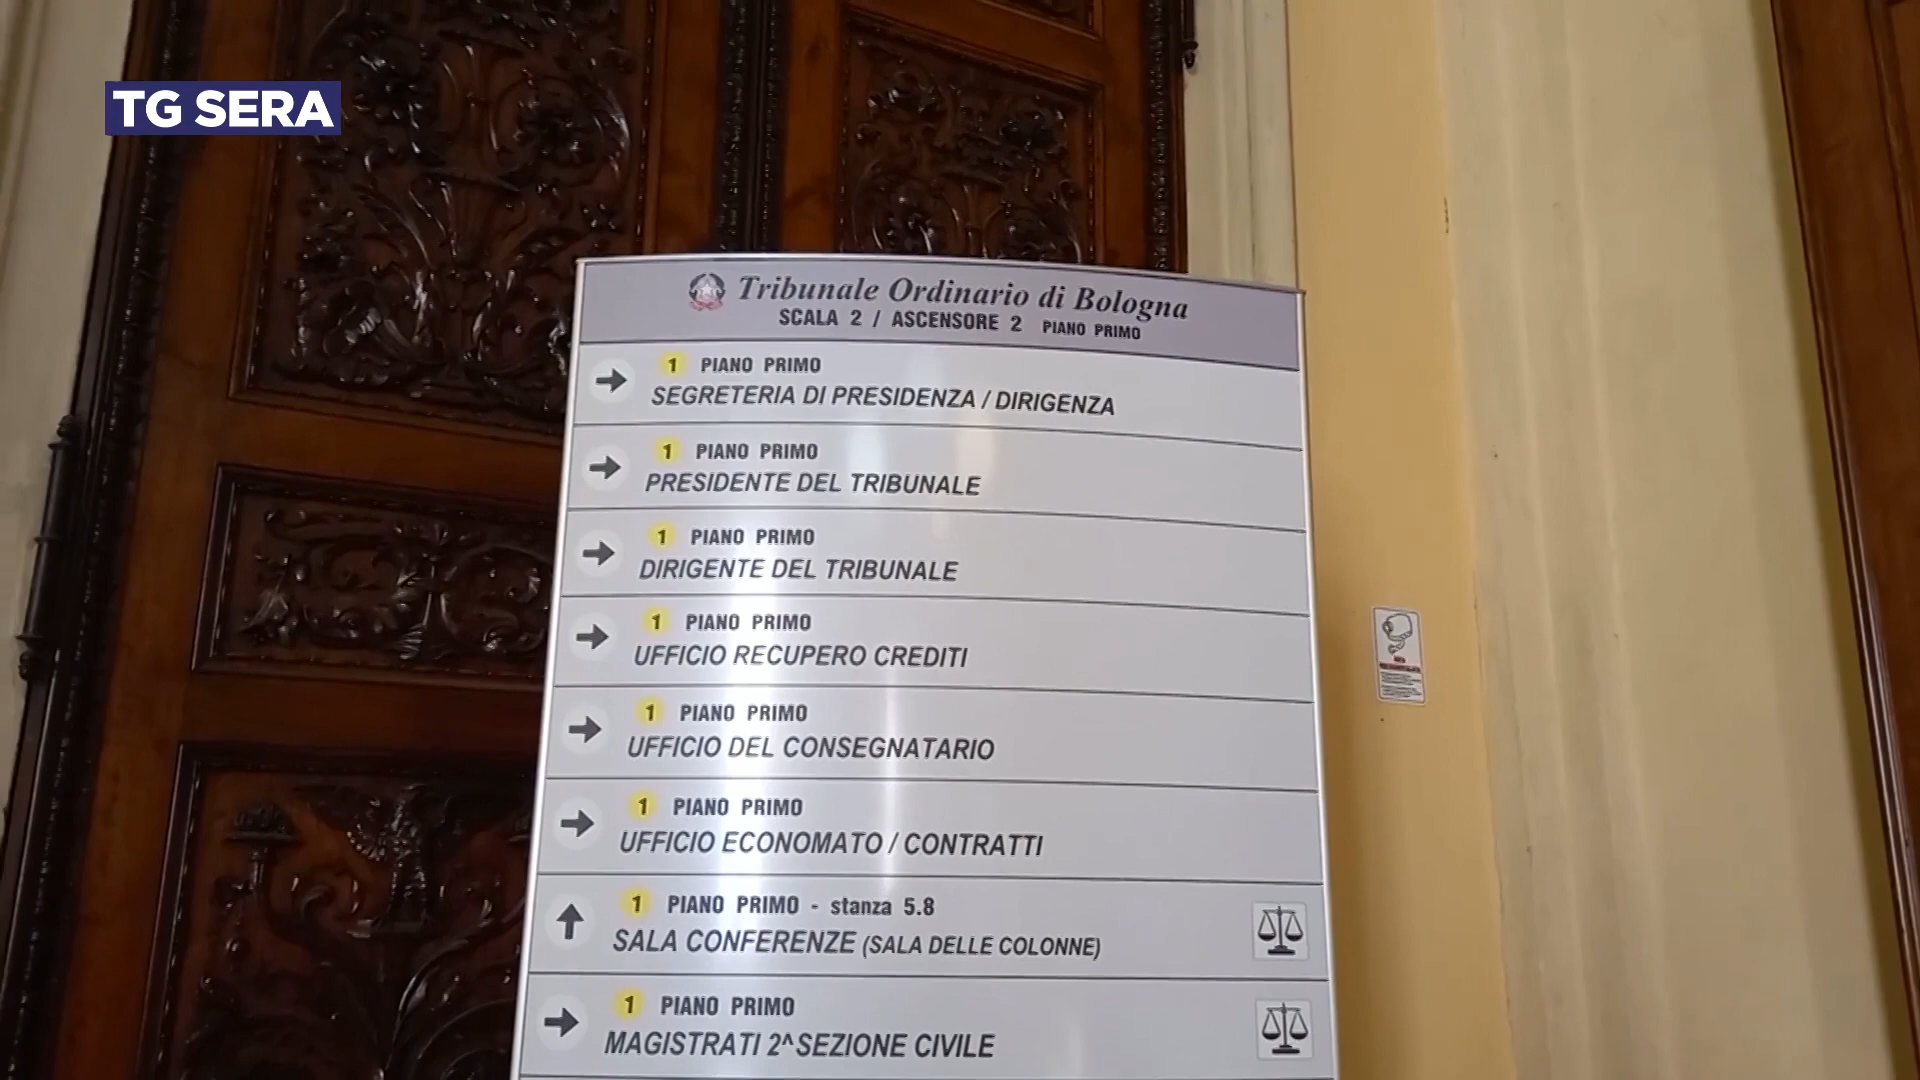 TG SERA
Tribunale Ordinario di Bologna
SCALA 2 / ASCENSORE 2 PIANO PRIMO
1 PIANO PRIMO
SEGRETERIA DI PRESIDENZA / DIRIGENZA
1 PIANO PRIMO
PRESIDENTE DEL TRIBUNALE
1 PIANO PRIMO
DIRIGENTE DEL TRIBUNALE
1 PIANO PRIMO
UFFICIO RECUPERO CREDITI
1 PIANO PRIMO
UFFICIO DEL CONSEGNATARIO
1 PIANO PRIMO
UFFICIO ECONOMATO / CONTRATTI
1 PIANO PRIMO - stanza 5.8
SALA CONFERENZE (SALA DELLE COLONNE)
1 PIANO PRIMO
MAGISTRATI 2^ SEZIONE CIVILE